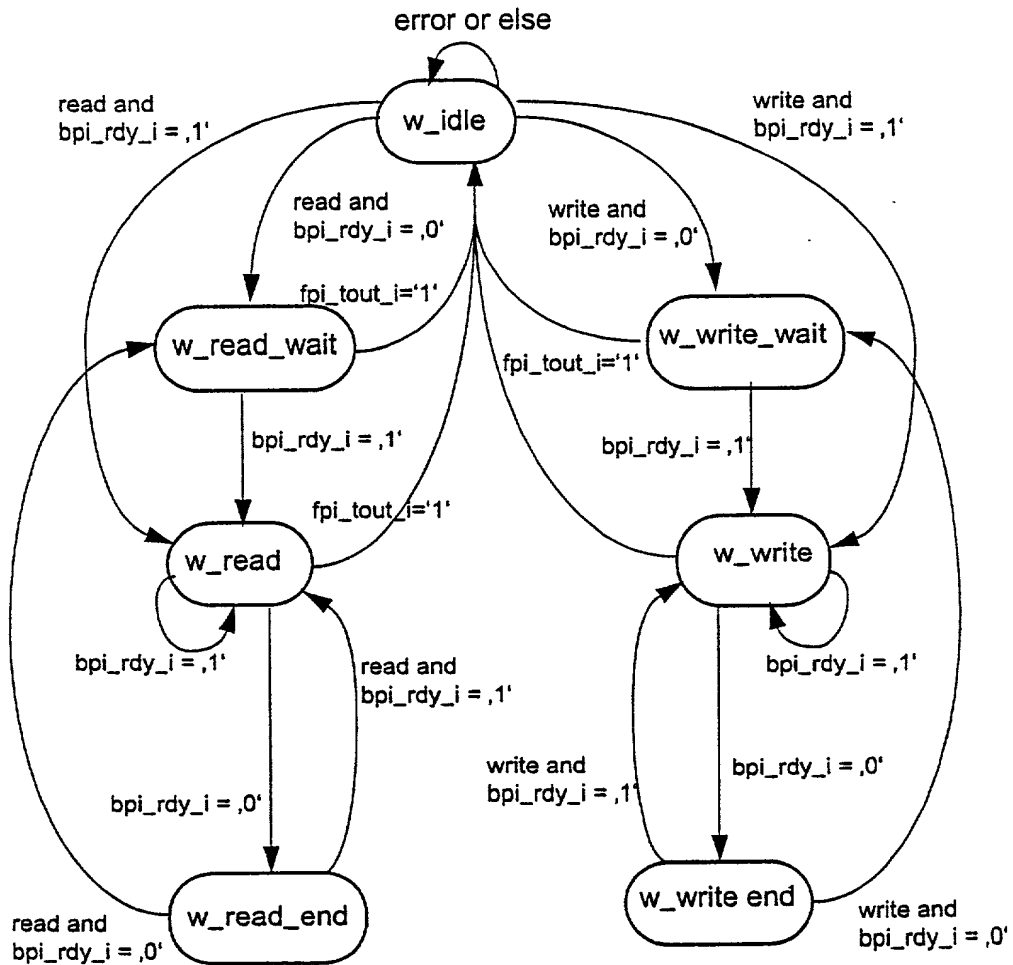 error or else
read and
bpi_rdy_i = ,1‘
w_idle
write and
bpi_rdy_i = ,1‘
read and
bpi_rdy_i = ,0‘
write and
bpi_rdy_i = ,0‘
fpi_tout_i=‘1‘
w_read_wait
w_write_wait
fpi_tout_i=‘1‘
bpi_rdy_i = ,1‘
bpi_rdy_i = ,1‘
fpi_tout_i=‘1‘
w_read
w_write
bpi_rdy_i = ,1‘
read and
bpi_rdy_i = ,1‘
bpi_rdy_i = ,1‘
write and
bpi_rdy_i = ,1‘
bpi_rdy_i = ,0‘
bpi_rdy_i = ,0‘
w_read_end
w_write end
read and
bpi_rdy_i = ,0‘
write and
bpi_rdy_i = ,0‘